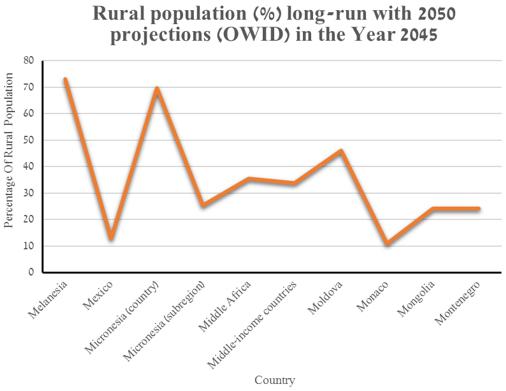 Rural population (%) long-run with 2050
projections (OWID) in the Year 2045
Percentage Of Rural Population
80
70
60
50
40
30
20
10
0
Melanesia
Mexico
Micronesia (country)
Micronesia (subregion)
Middle Africa
Middle-income countries
Moldova
Monaco
Mongolia
Montenegro
Country